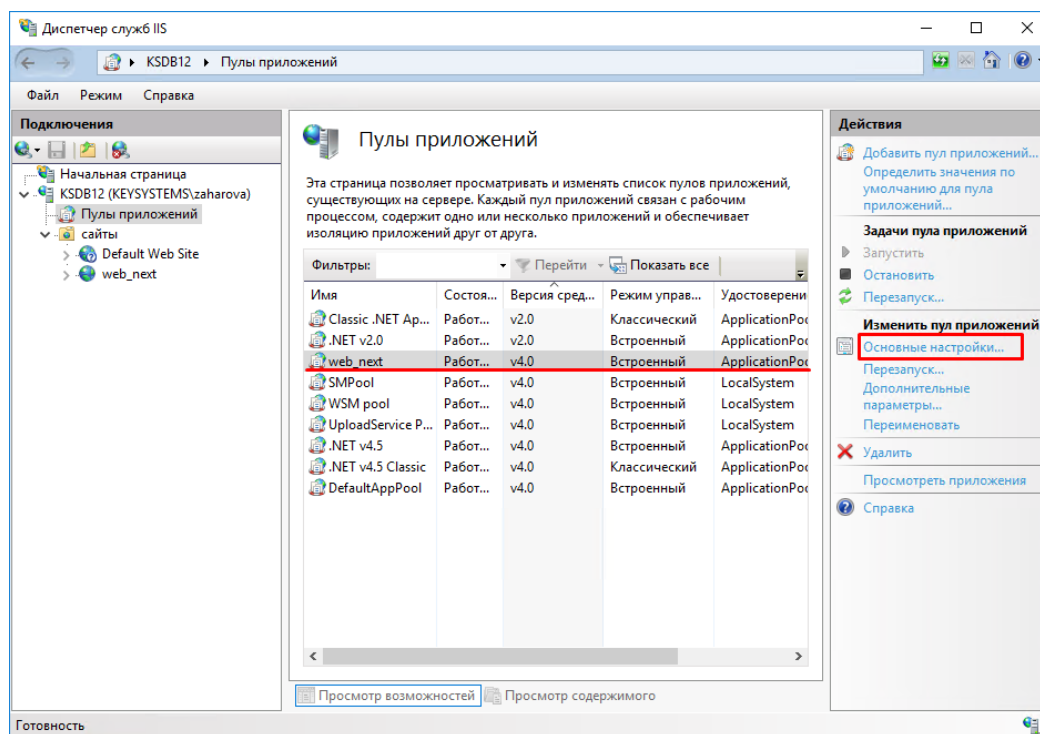 Диспетчер служб IIS
KSDB12 Пулы приложений
Файл Режим Справка
Подключения
Начальная страница
KSDB12 (KEYSYSTEMS\zaharova)
Пулы приложений
сайты
Default Web Site
web_next
Пулы приложений
Эта страница позволяет просматривать и изменять список пулов приложений,
существующих на сервере. Каждый пул приложений связан с рабочим
процессом, содержит одно или несколько приложений и обеспечивает
изоляцию приложений друг от друга.
Фильтры: Перейти Показать все
Имя Состоя... Версия сред... Режим управ... Удостоверени
Classic .NET Ap... Работ... v2.0 Классический ApplicationPoo
.NET v2.0 Работ... v2.0 Встроенный ApplicationPoo
web_next Работ... v4.0 Встроенный ApplicationPoo
SMPool Работ... v4.0 Встроенный LocalSystem
WSM pool Работ... v4.0 Встроенный LocalSystem
UploadService P... Работ... v4.0 Встроенный LocalSystem
.NET v4.5 Работ... v4.0 Встроенный ApplicationPoo
.NET v4.5 Classic Работ... v4.0 Классический ApplicationPoo
DefaultAppPool Работ... v4.0 Встроенный ApplicationPoo
Просмотр возможностей Просмотр содержимого
Действия
Добавить пул приложений...
Определить значения по
умолчанию для пула
приложений...
Задачи пула приложений
Запустить
Остановить
Перезапуск...
Изменить пул приложений
Основные настройки...
Перезапуск...
Дополнительные
параметры...
Переименовать
Удалить
Просмотреть приложения
Справка
Готовность